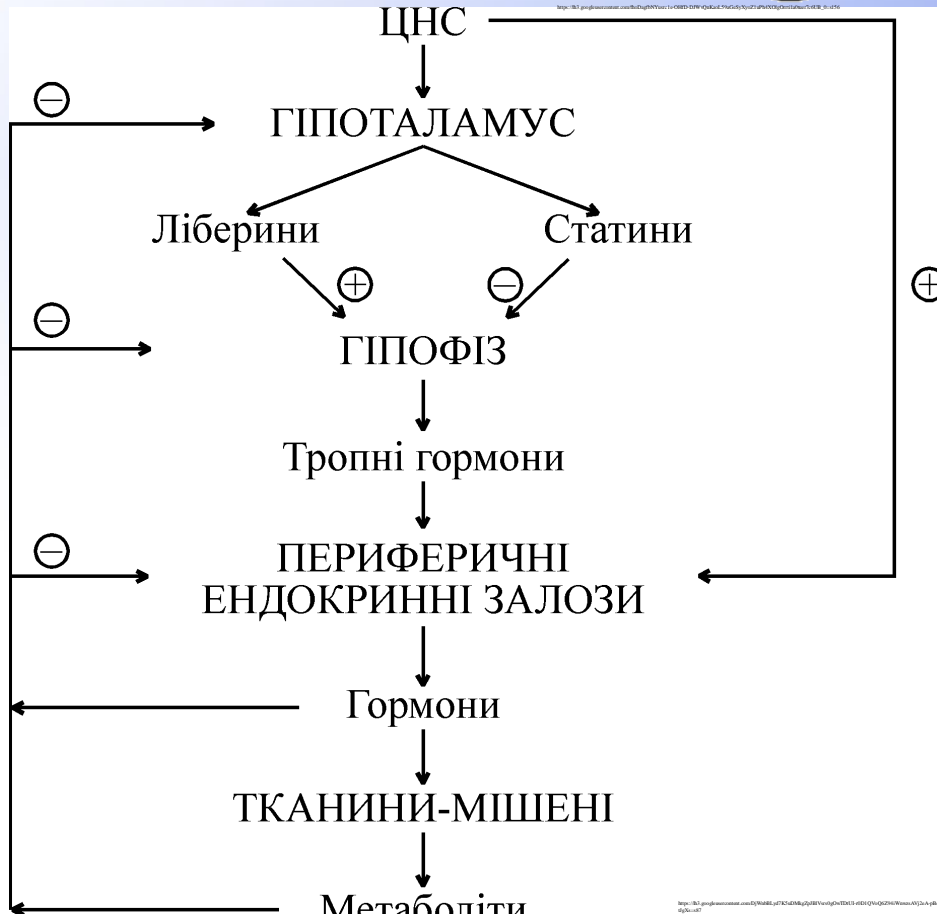 ЦНС
ГІПОТАЛАМУС
Ліберини
Статини
ГІПОФІЗ
Тропні гормони
ПЕРИФЕРИЧНІ
ЕНДОКРИННІ ЗАЛОЗИ
Гормони
ТКАНИНИ-МІШЕНІ
Метаболіти